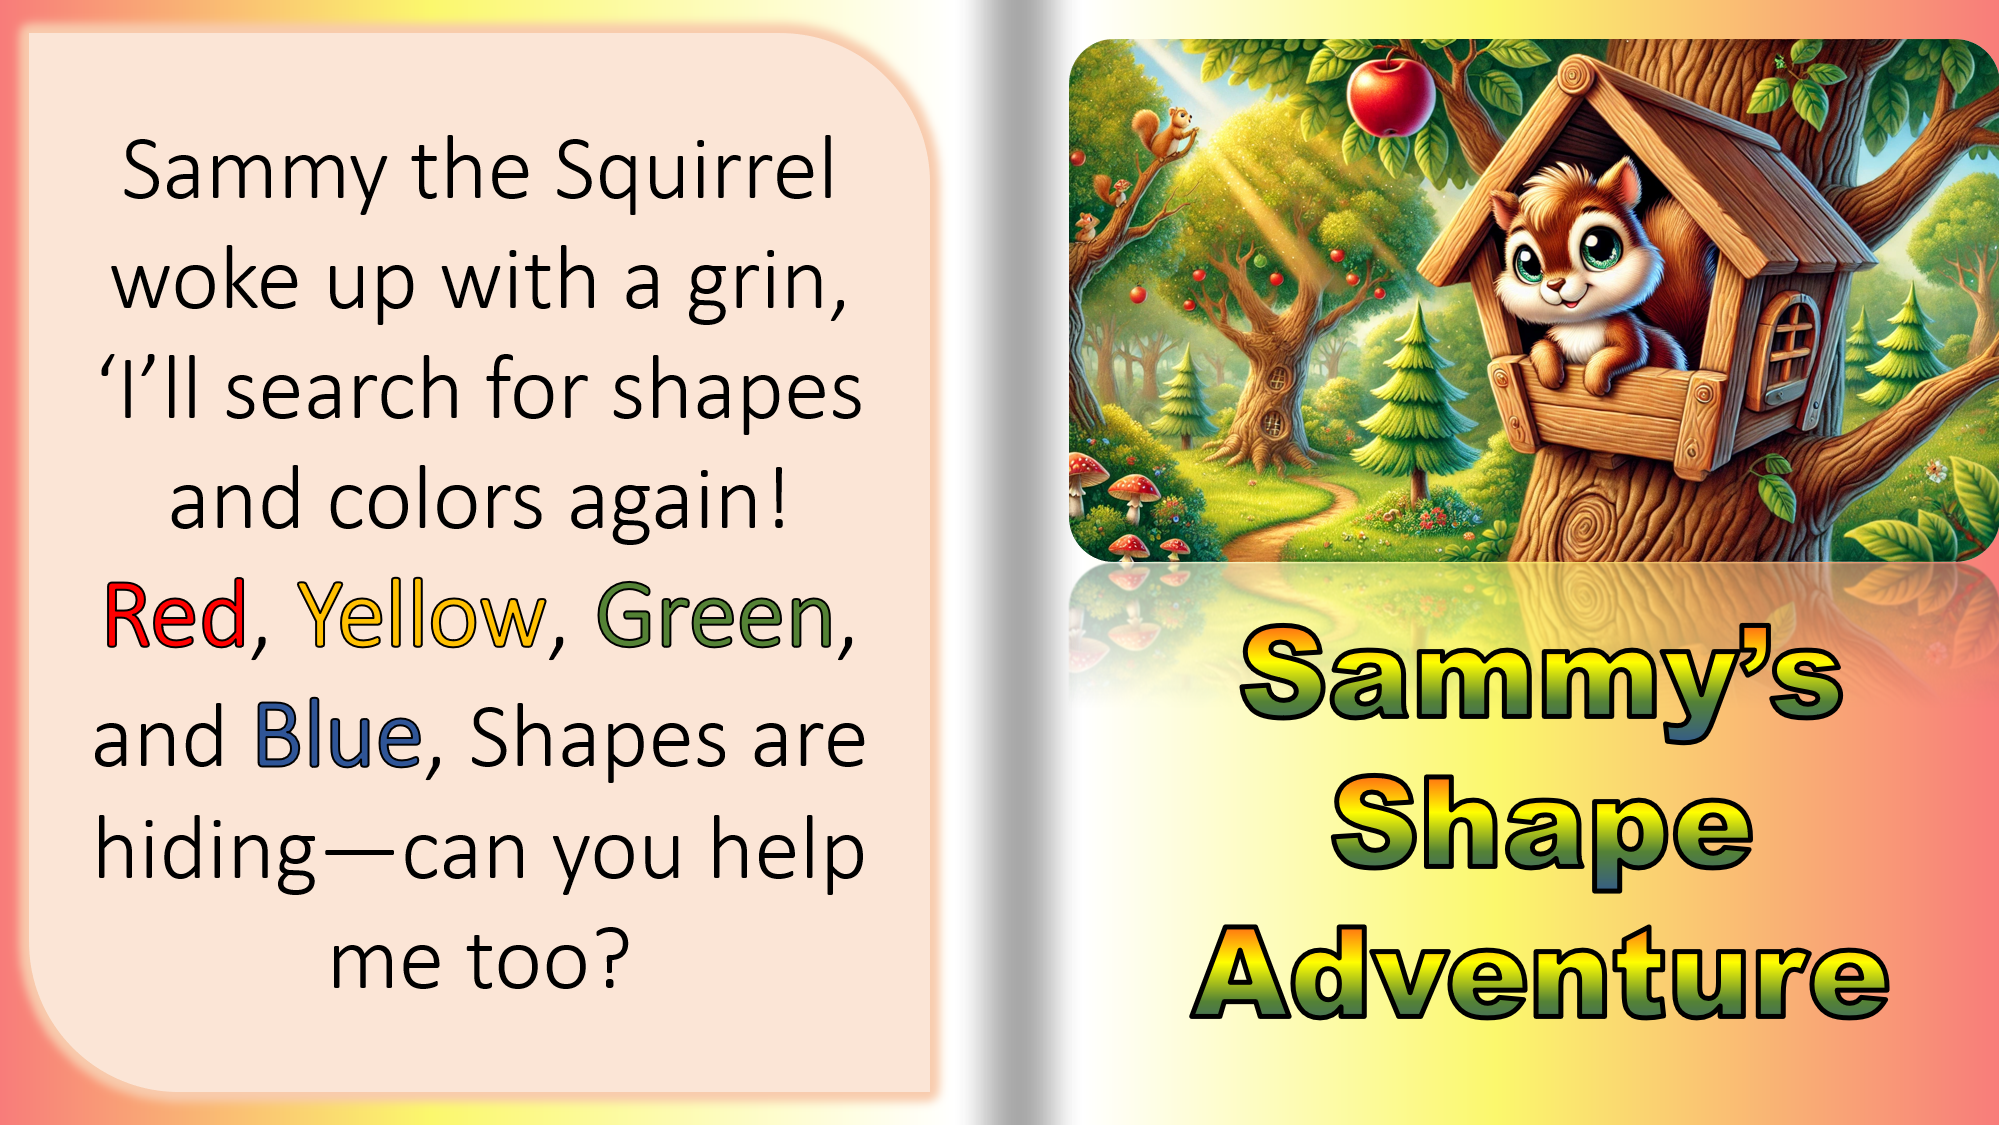 Sammy the Squirrel
woke up with a grin,
‘I’ll search for shapes
and colors again!
Red, Yellow, Green,
and Blue, Shapes are
hiding—can you help
me too?
Sammy’s
Shape
Adventure